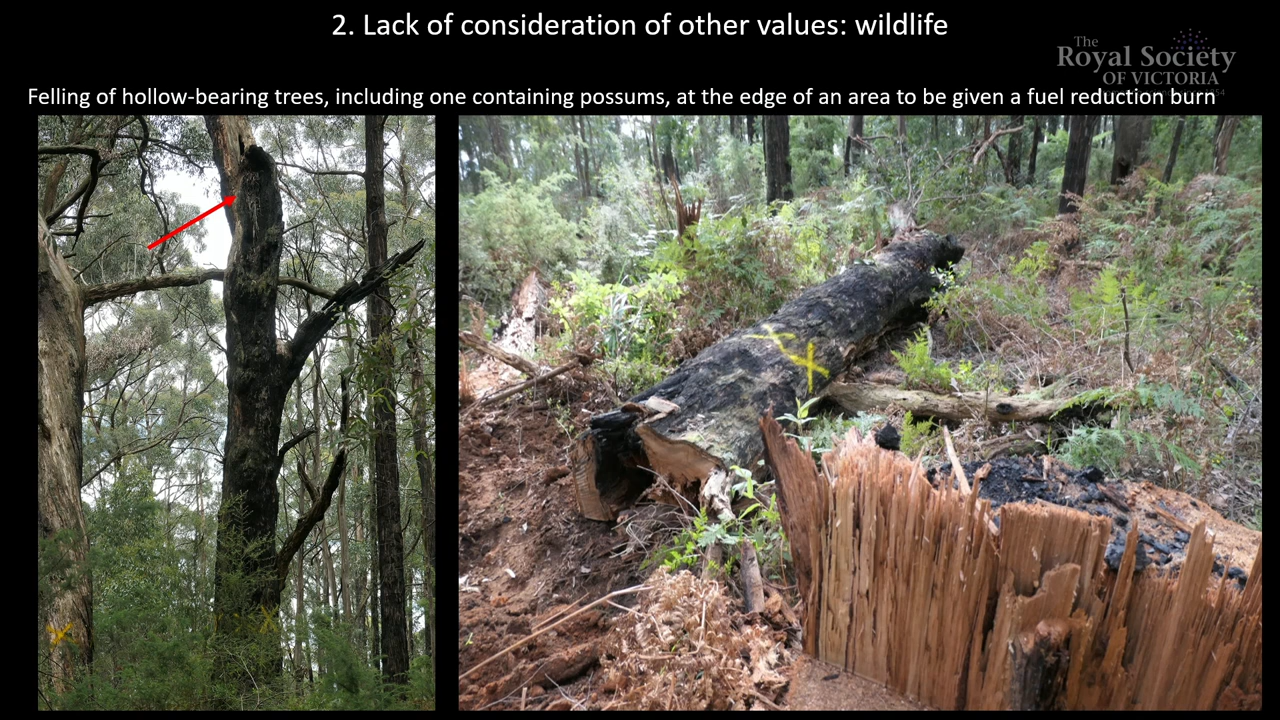 2. Lack of consideration of other values: wildlife
The
Royal Society
OF VICTORIA
Felling of hollow-bearing trees, including one containing possums, at the edge of an area to be given a fuel reduction burn